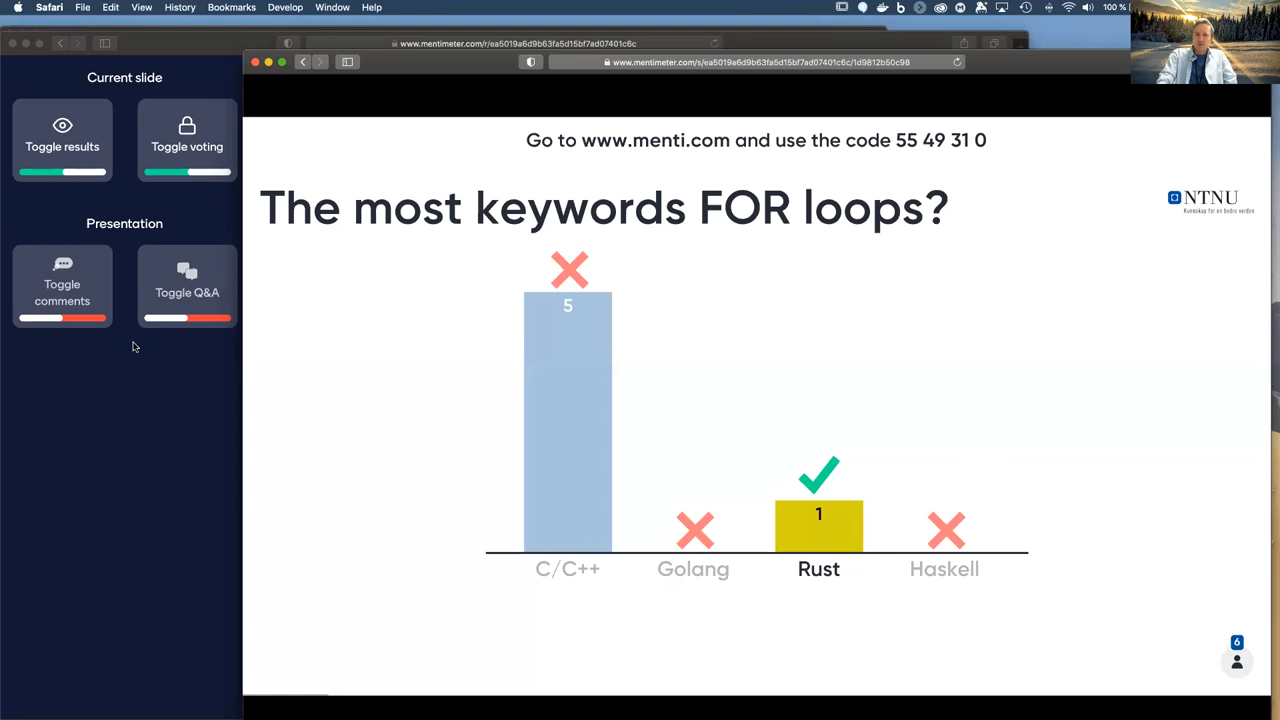 Safari File Edit View History Bookmarks Develop Window Help 100 %
www.mentimeter.com/r/ea5019a6d9b63fa5d15bf7ad07401c6c
www.mentimeter.com/s/ea5019a6d9b63fa5d15bf7ad07401c6c/1d9812b50c98
Current slide
Toggle results
Toggle voting
Presentation
Toggle comments
Toggle Q&A
Go to www.menti.com and use the code 55 49 31 0
The most keywords FOR loops?
NTNU
Kunnskap for en bedre verden
5
1
C/C++ Golang Rust Haskell
6